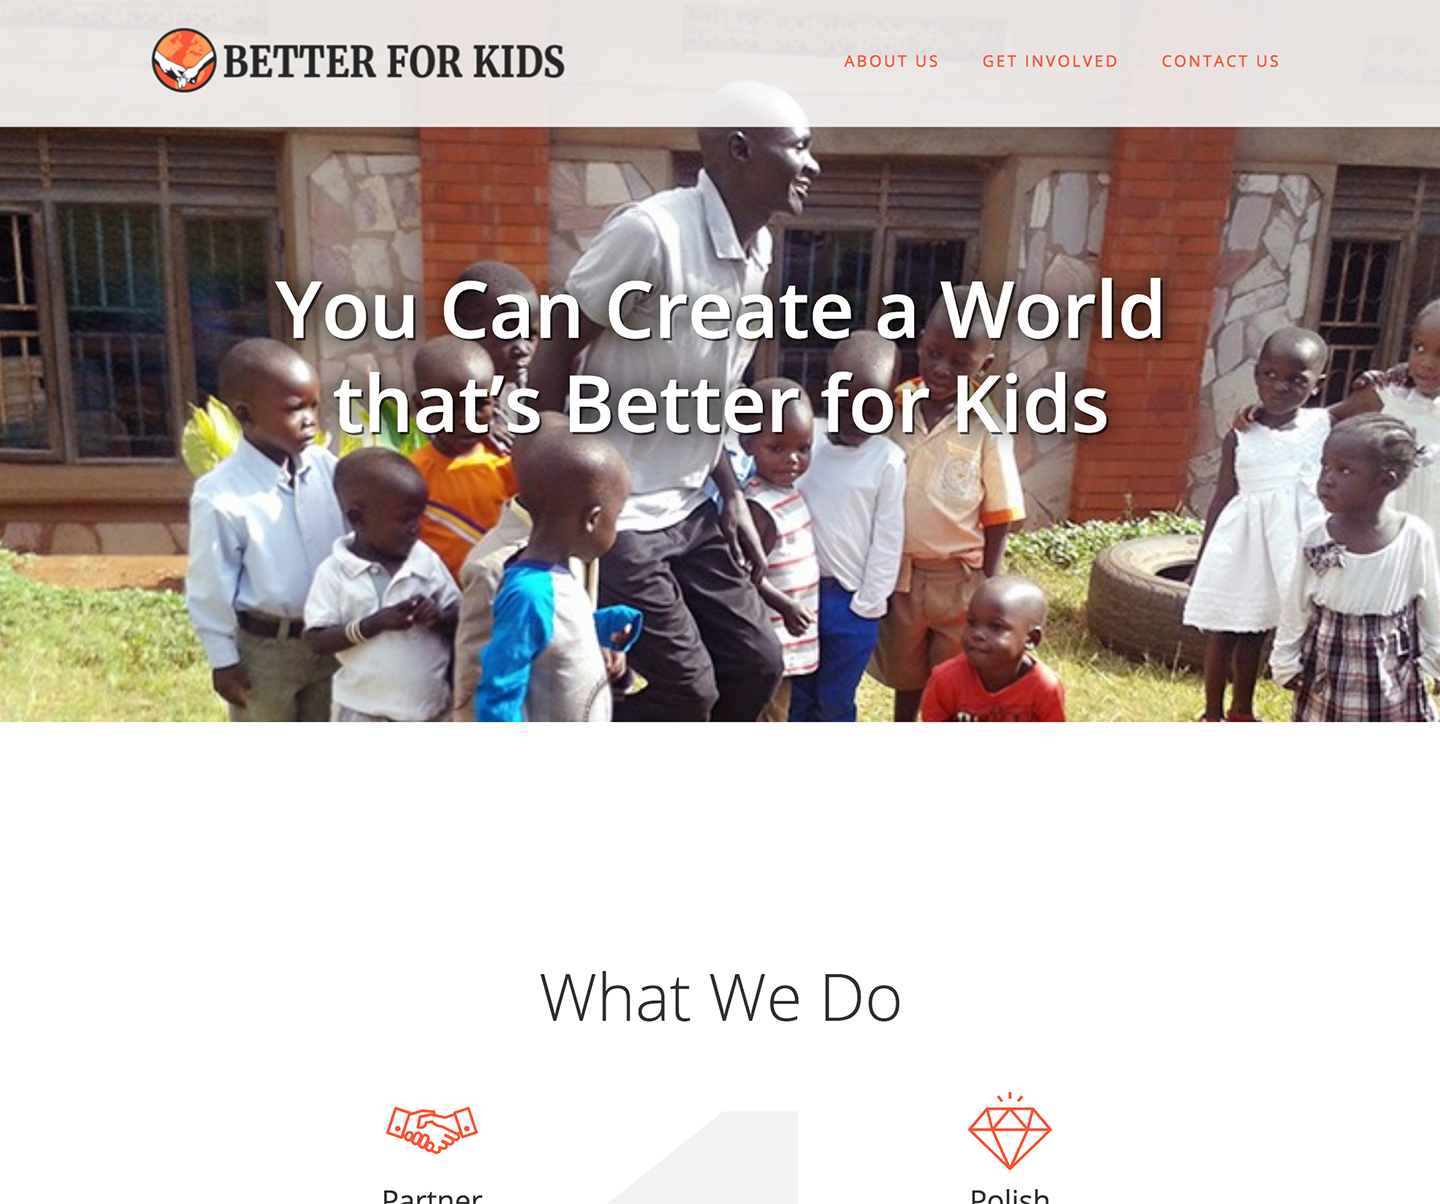 BETTER FOR KIDS
ABOUT US GET INVOLVED CONTACT US
You Can Create a World
that’s Better for Kids
What We Do
Partner Polish